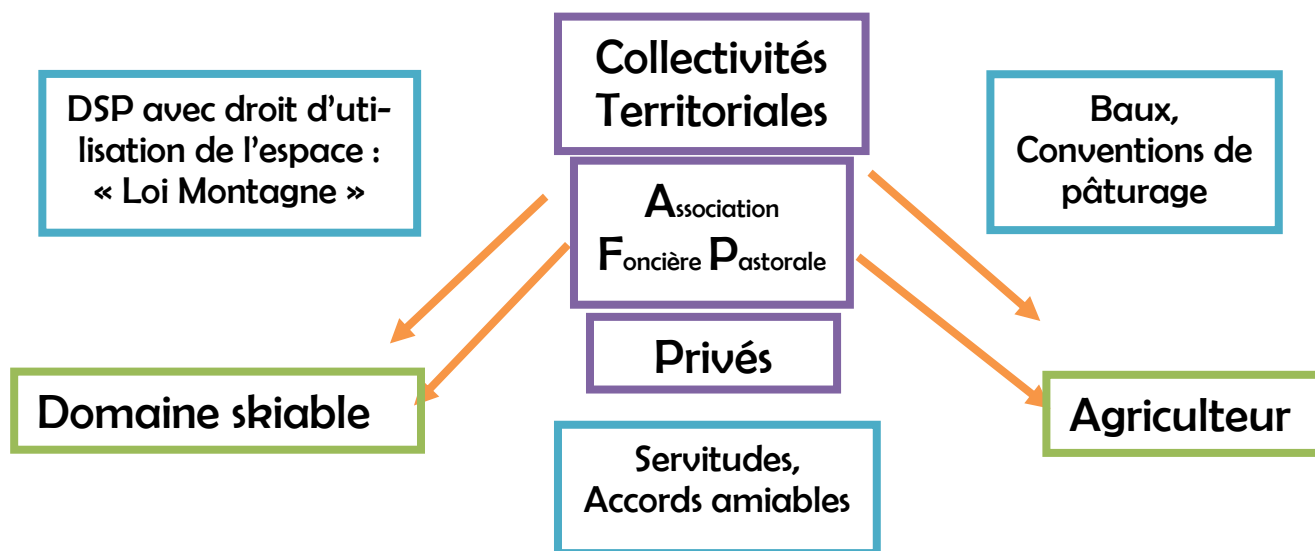 Collectivités
Territoriales
DSP avec droit d’uti-
lisation de l’espace :
« Loi Montagne »
Baux,
Conventions de
pâturage
Association
Foncière Pastorale
Privés
Domaine skiable
Agriculteur
Servitudes,
Accords amiables